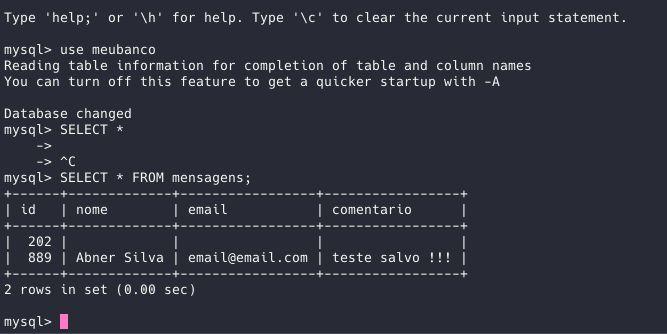 Type 'help;' or '\h' for help. Type '\c' to clear the current input statement.
mysql> use meubanco
Reading table information for completion of table and column names
You can turn off this feature to get a quicker startup with -A
Database changed
mysql> SELECT *
    ->
    -> ^C
mysql> SELECT * FROM mensagens;
+------+-------------+-----------------+-----------------+
| id   | nome        | email           | comentario      |
+------+-------------+-----------------+-----------------+
|  202 |             |                 |                 |
|  889 | Abner Silva | email@email.com | teste salvo !!! |
+------+-------------+-----------------+-----------------+
2 rows in set (0.00 sec)
mysql>